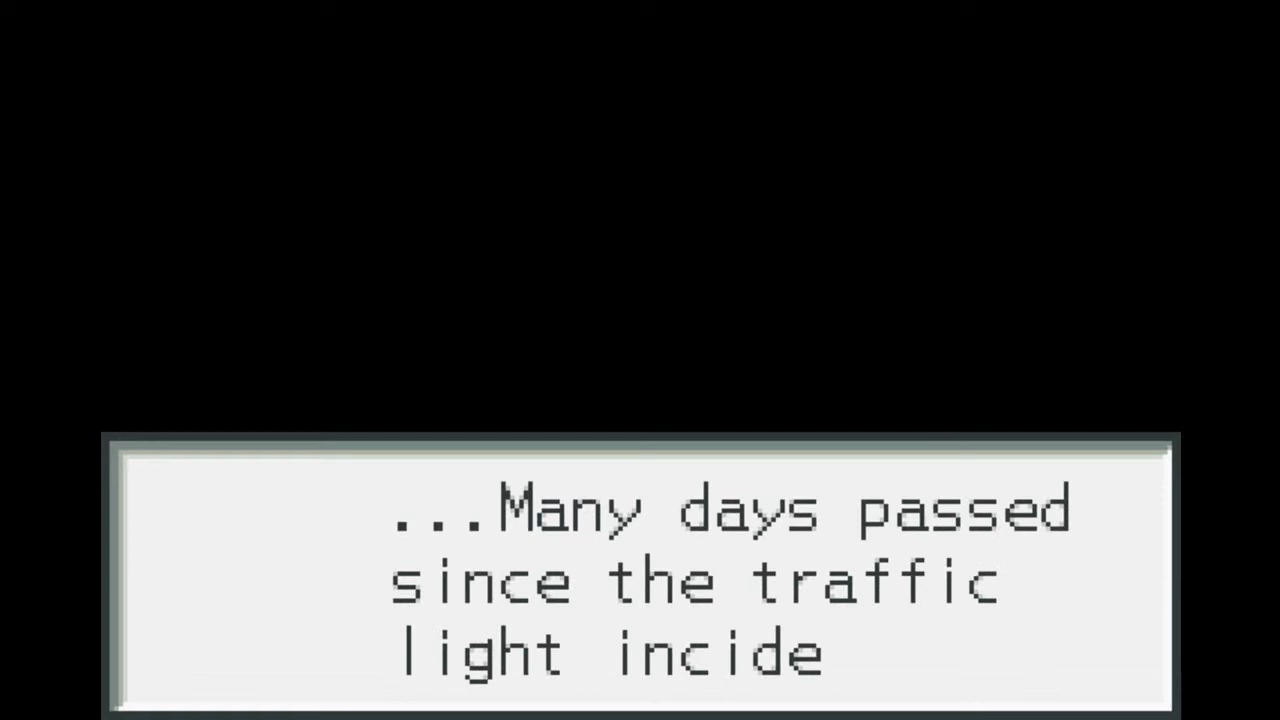 ...Many days passed
since the traffic
light incide